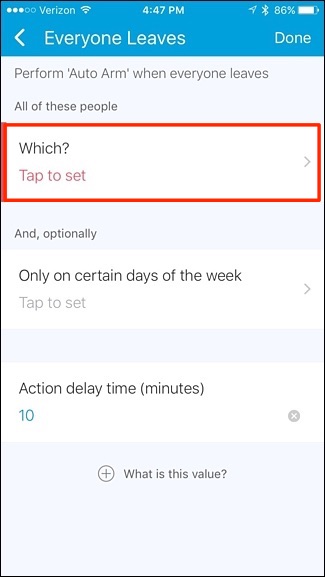 Verizon 4:47 PM 86%
Everyone Leaves Done
Perform 'Auto Arm' when everyone leaves
All of these people
Which?
Tap to set
And, optionally
Only on certain days of the week
Tap to set
Action delay time (minutes)
10
What is this value?